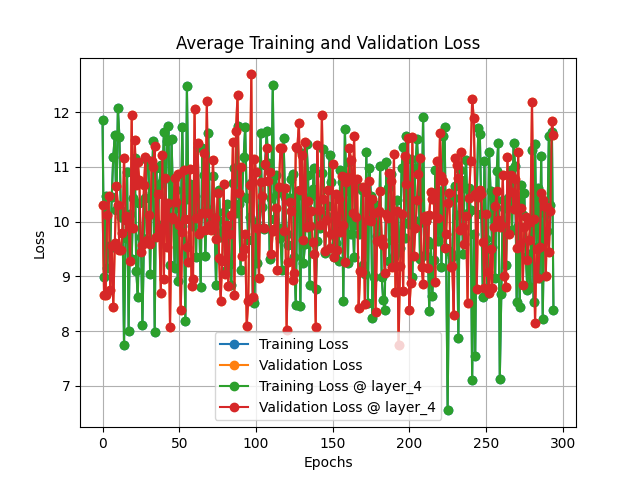 Average Training and Validation Loss
Loss
12
11
10
9
8
7
Training Loss
Validation Loss
Training Loss @ layer_4
Validation Loss @ layer_4
0 50 100 150 200 250 300
Epochs